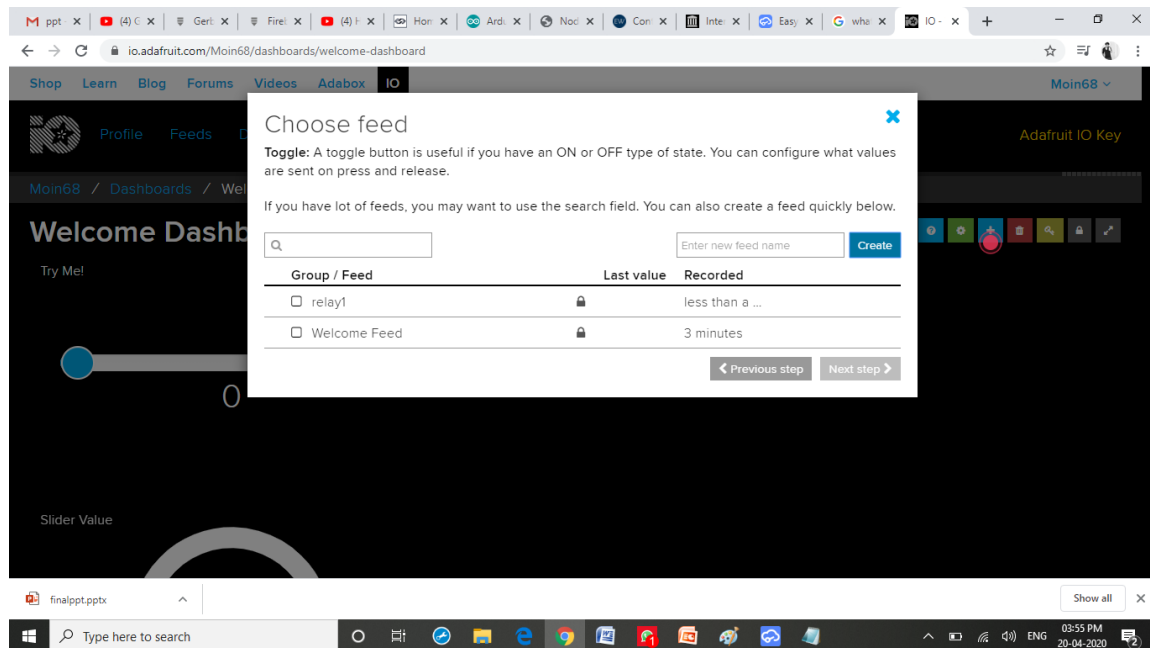 ppt - (4) G Gerb Firel (4) H Hom Ardu Nod Con Inte Easy G wha IO -
io.adafruit.com/Moin68/dashboards/welcome-dashboard
Shop Learn Blog Forums Videos Adabox IO Moin68
Profile Feeds D Adafruit IO Key
Moin68 / Dashboards / Wel
Choose feed
Toggle: A toggle button is useful if you have an ON or OFF type of state. You can configure what values
are sent on press and release.
If you have lot of feeds, you may want to use the search field. You can also create a feed quickly below.
Welcome Dashb
Enter new feed name Create
Try Me!
Group / Feed Last value Recorded
relay1 less than a ...
Welcome Feed 3 minutes
Previous step Next step
0
Slider Value
finalppt.pptx Show all
Type here to search ENG 03:55 PM
20-04-2020 2